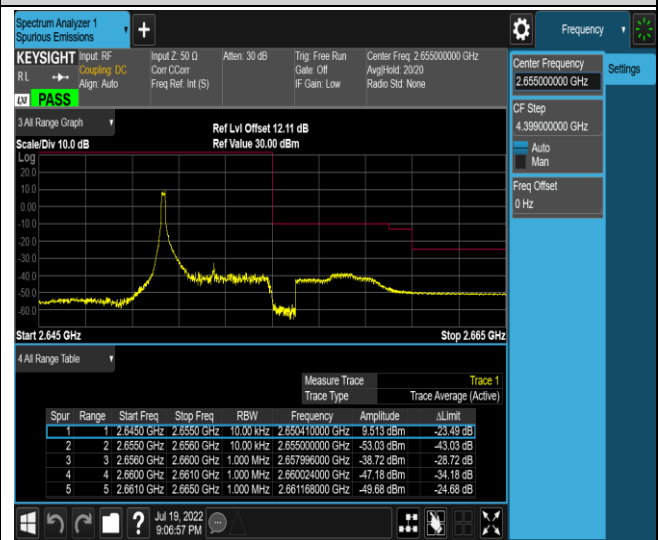 Spectrum Analyzer 1
Spurious Emissions
+
Frequency
KEYSIGHT Input: RF Input Z: 50 Ω Atten: 30 dB Trig: Free Run Center Freq: 2.655000000 GHz
R L Coupling: DC Corr CCorr Gate: Off Avg|Hold: 20/20
Align: Auto Freq Ref: Int (S) IF Gain: Low Radio Std: None
LXI PASS
Center Frequency
2.655000000 GHz
Settings
CF Step
4.399000000 GHz
Auto
Man
Freq Offset
0 Hz
3 All Range Graph
Ref Lvl Offset 12.11 dB
Scale/Div 10.0 dB Ref Value 30.00 dBm
Log
20.0
10.0
0.00
-10.0
-20.0
-30.0
-40.0
-50.0
-60.0
Start 2.645 GHz Stop 2.665 GHz
4 All Range Table
Measure Trace Trace 1
Trace Type Trace Average (Active)
Spur Range Start Freq Stop Freq RBW Frequency Amplitude ΔLimit
1 1 2.6450 GHz 2.6550 GHz 10.00 kHz 2.650410000 GHz 9.513 dBm -23.49 dB
2 2 2.6550 GHz 2.6560 GHz 10.00 kHz 2.655000000 GHz -53.03 dBm -43.03 dB
3 3 2.6560 GHz 2.6600 GHz 1.000 MHz 2.657996000 GHz -38.72 dBm -28.72 dB
4 4 2.6600 GHz 2.6610 GHz 1.000 MHz 2.660024000 GHz -47.18 dBm -34.18 dB
5 5 2.6610 GHz 2.6650 GHz 1.000 MHz 2.661168000 GHz -49.68 dBm -24.68 dB
?
Jul 19, 2022
9:06:57 PM